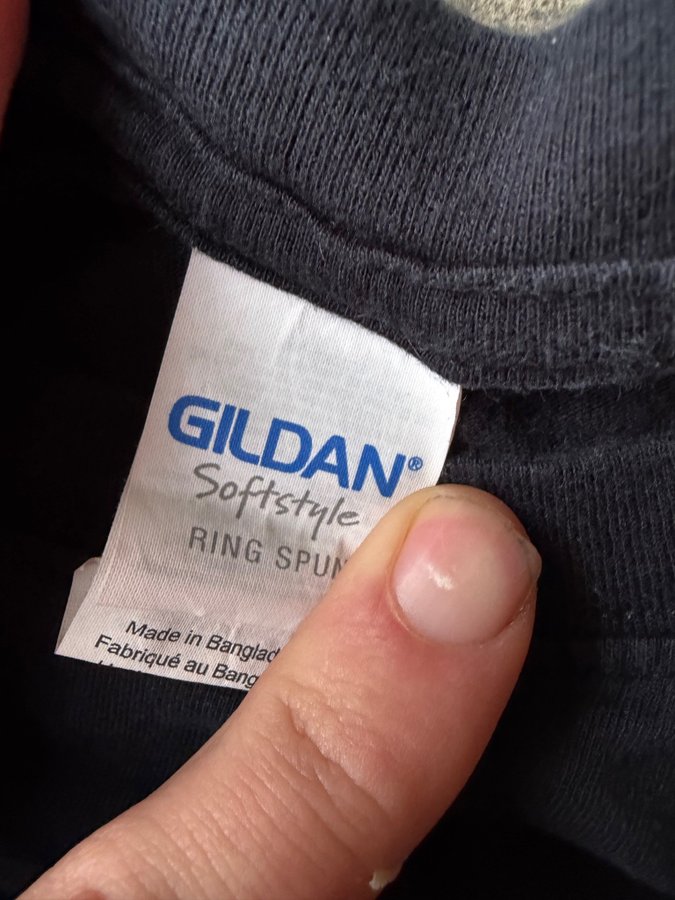 GILDAN®
Softstyle
RING SPUN
Made in Banglad
Fabriqué au Bang